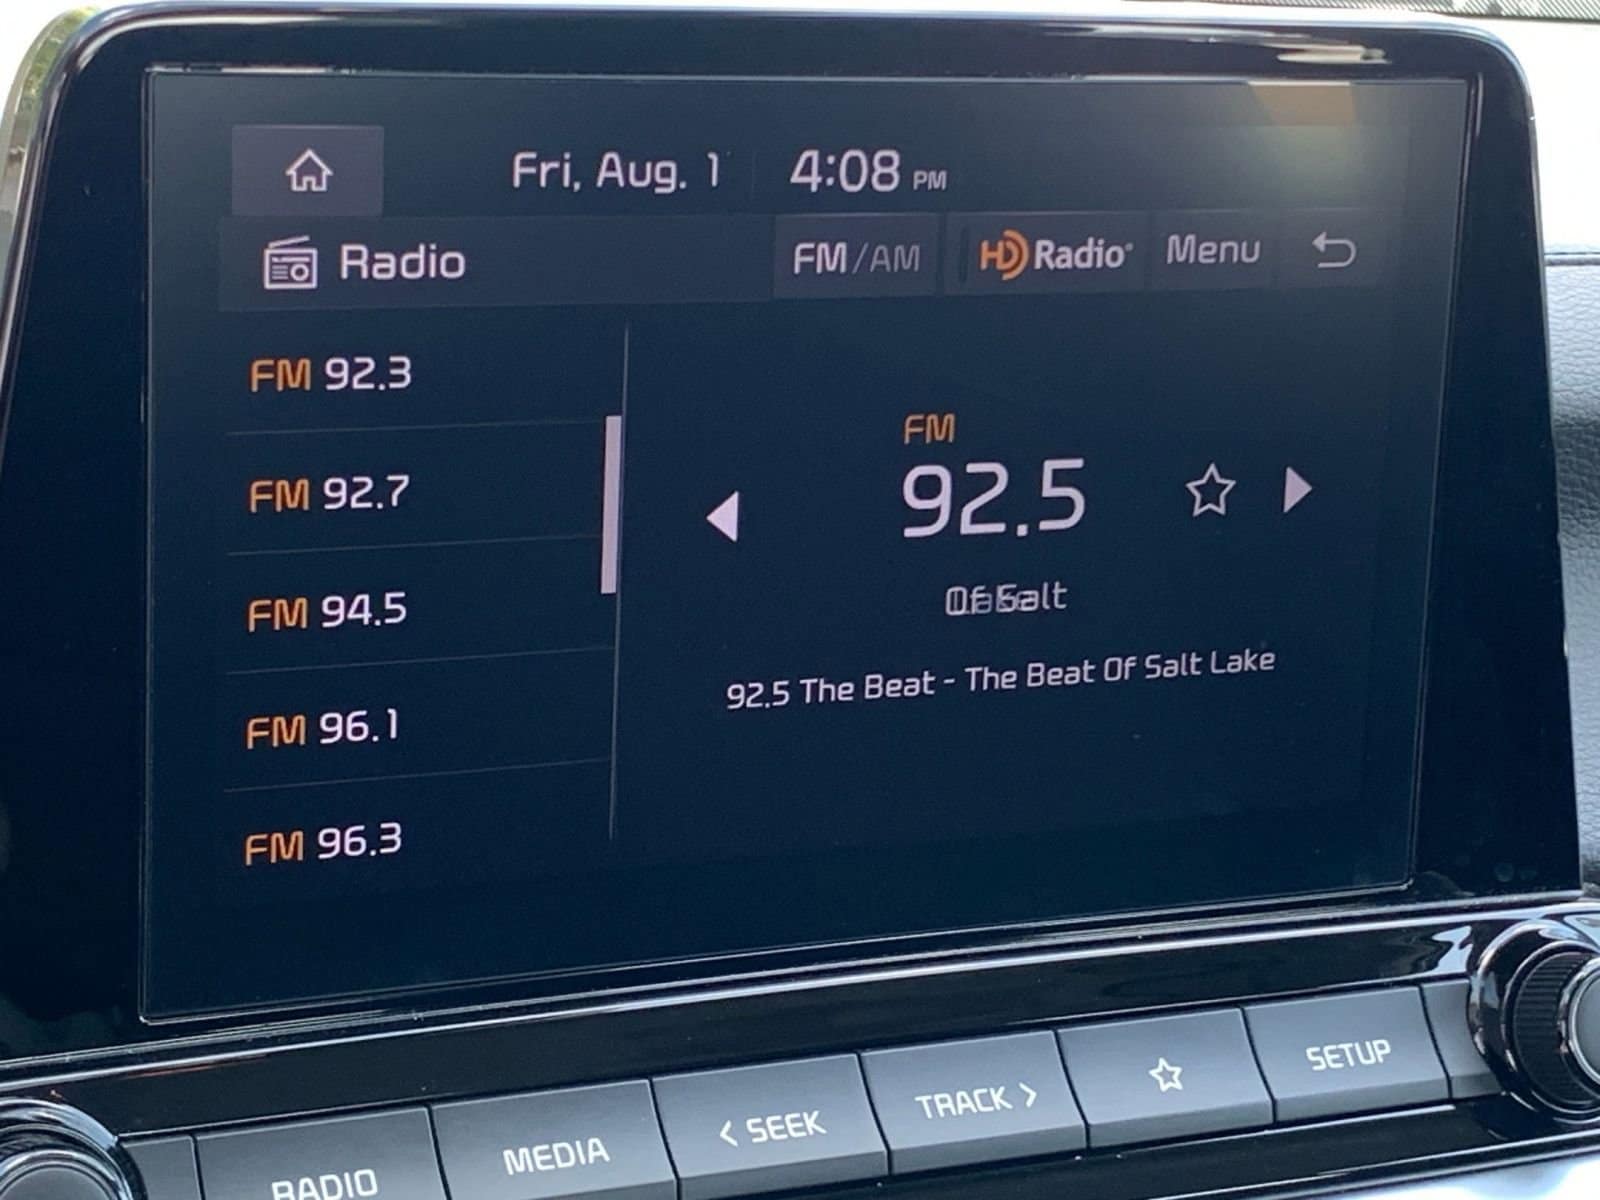 Fri, Aug. 1 4:08 PM
Radio FM/AM HD Radio® Menu
FM 92.3
FM 92.7
FM 94.5
FM 96.1
FM 96.3
FM
92.5
Of Salt
92.5 The Beat - The Beat Of Salt Lake
RADIO MEDIA < SEEK TRACK > SETUP